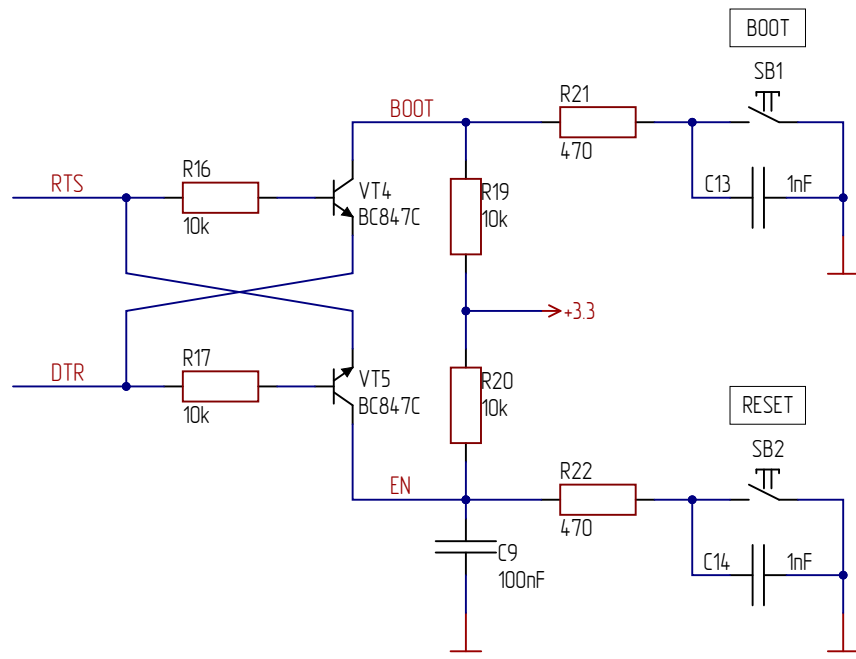 BOOT
SB1
R21
BOOT
470
C13
1nF
RTS
R16
10k
VT4
BC847C
R19
10k
+3.3
DTR
R17
10k
VT5
BC847C
R20
10k
RESET
SB2
EN
R22
470
C14
1nF
C9
100nF